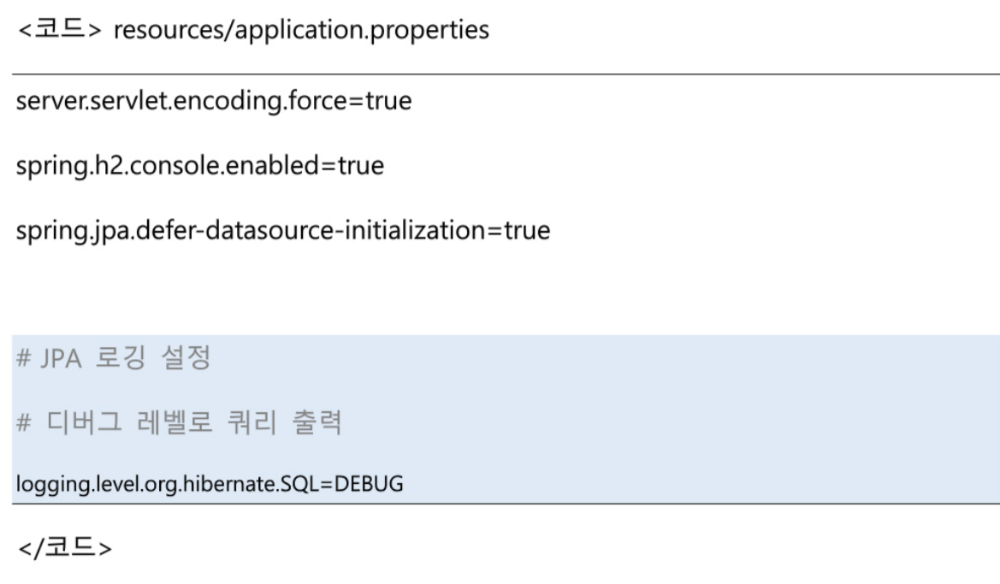 <코드> resources/application.properties
server.servlet.encoding.force=true
spring.h2.console.enabled=true
spring.jpa.defer-datasource-initialization=true
# JPA 로깅 설정
# 디버그 레벨로 쿼리 출력
logging.level.org.hibernate.SQL=DEBUG
</코드>